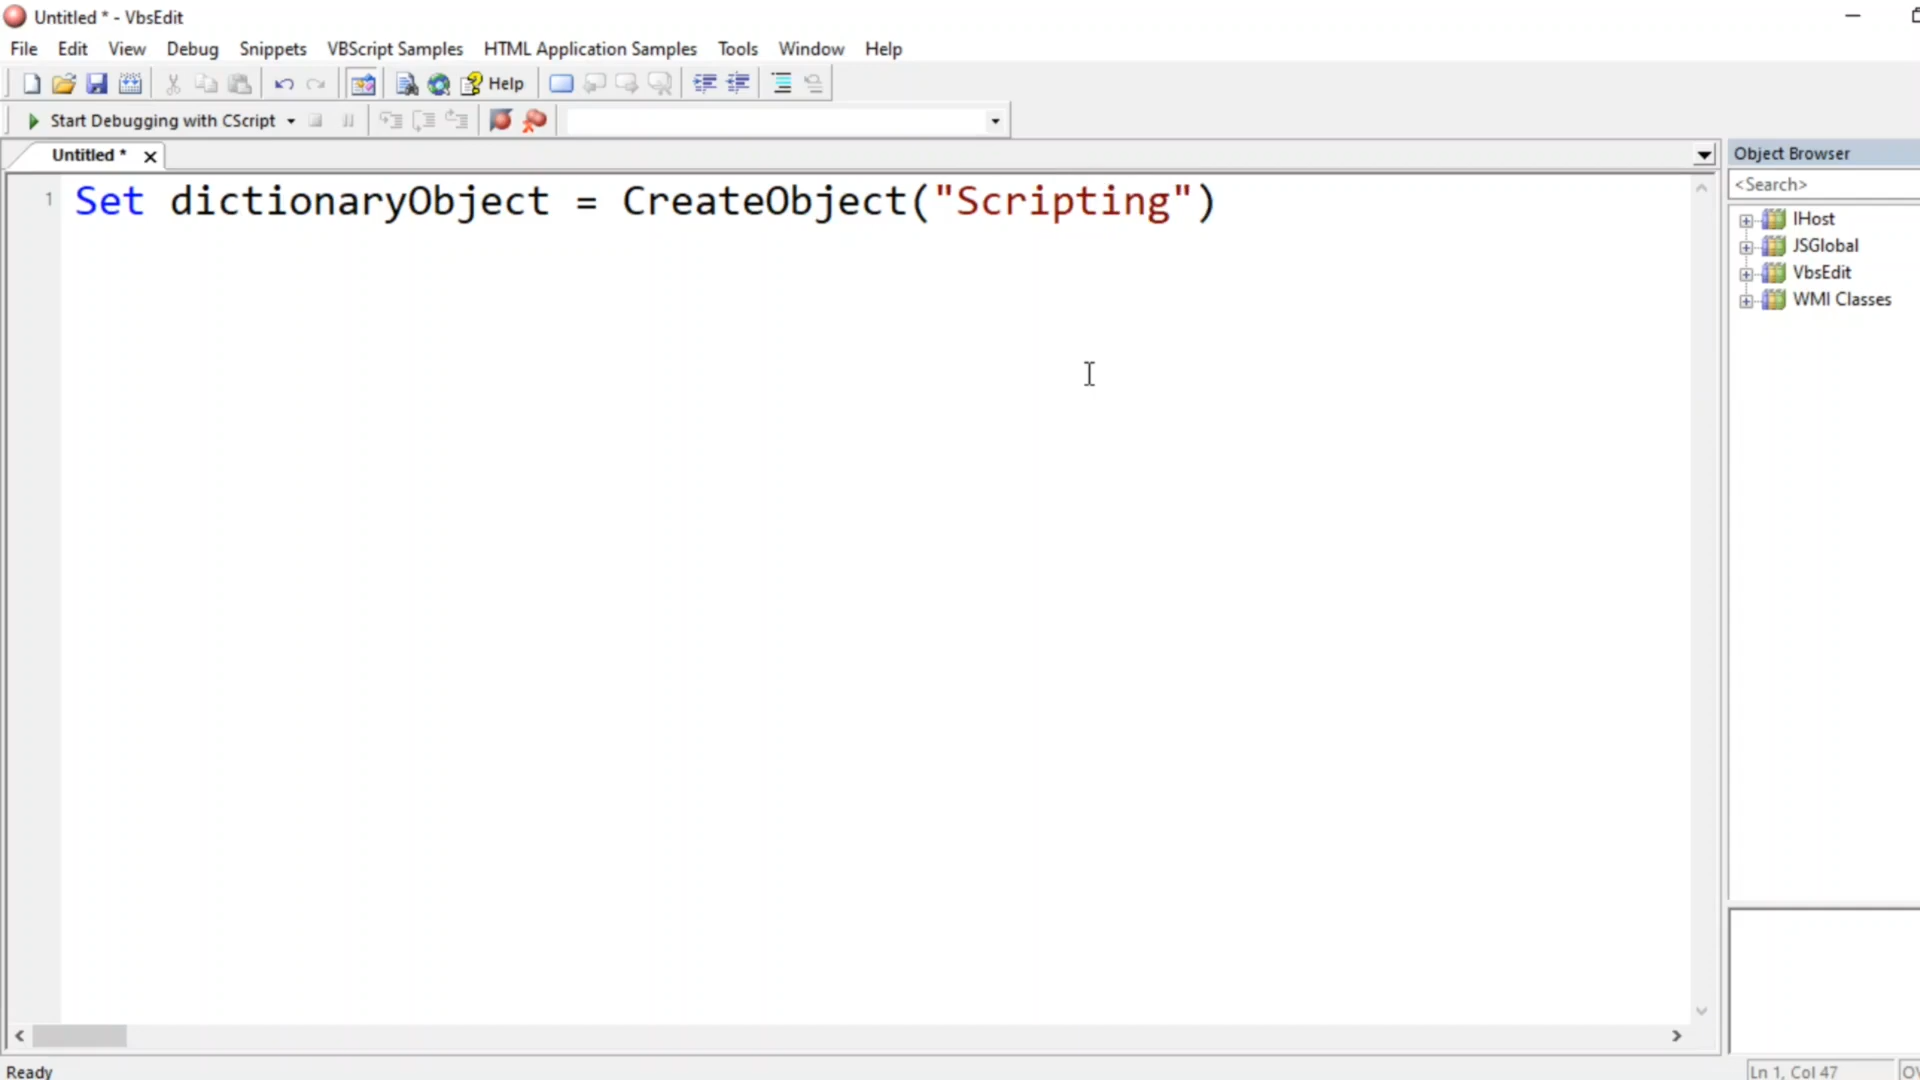 Untitled * - VbsEdit
File Edit View Debug Snippets VBScript Samples HTML Application Samples Tools Window Help
Help
Start Debugging with CScript
Untitled *
Object Browser
<Search>
1 Set dictionaryObject = CreateObject("Scripting")
IHost
JSGlobal
VbsEdit
WMI Classes
Ready
Ln 1, Col 47